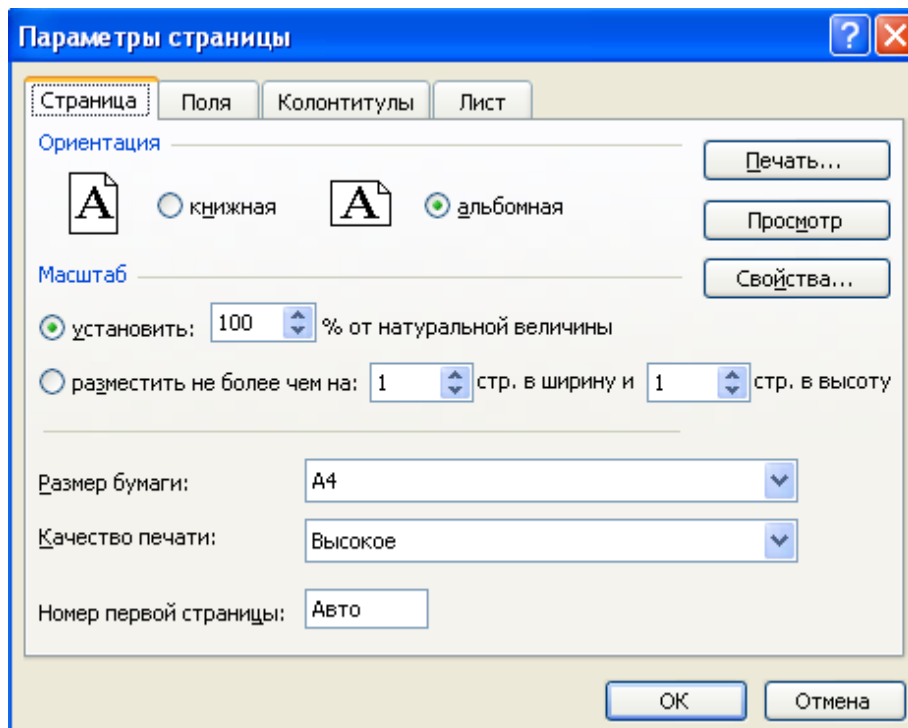 Параметры страницы
Страница Поля Колонтитулы Лист
Ориентация
Печать...
A книжная A альбомная
Просмотр
Масштаб
Свойства...
установить: 100 % от натуральной величины
разместить не более чем на: 1 стр. в ширину и 1 стр. в высоту
Размер бумаги: A4
Качество печати: Высокое
Номер первой страницы: Авто
ОК Отмена